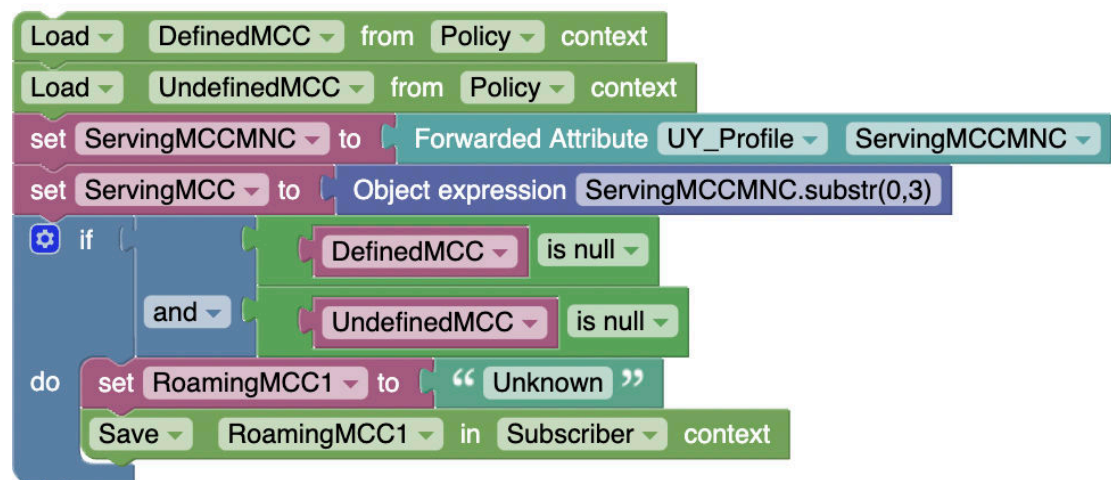 Load DefinedMCC from Policy context
Load UndefinedMCC from Policy context
set ServingMCCMNC to Forwarded Attribute UY_Profile ServingMCCMNC
set ServingMCC to Object expression ServingMCCMNC.substr(0,3)
if DefinedMCC is null
and UndefinedMCC is null
do set RoamingMCC1 to “ Unknown ”
Save RoamingMCC1 in Subscriber context